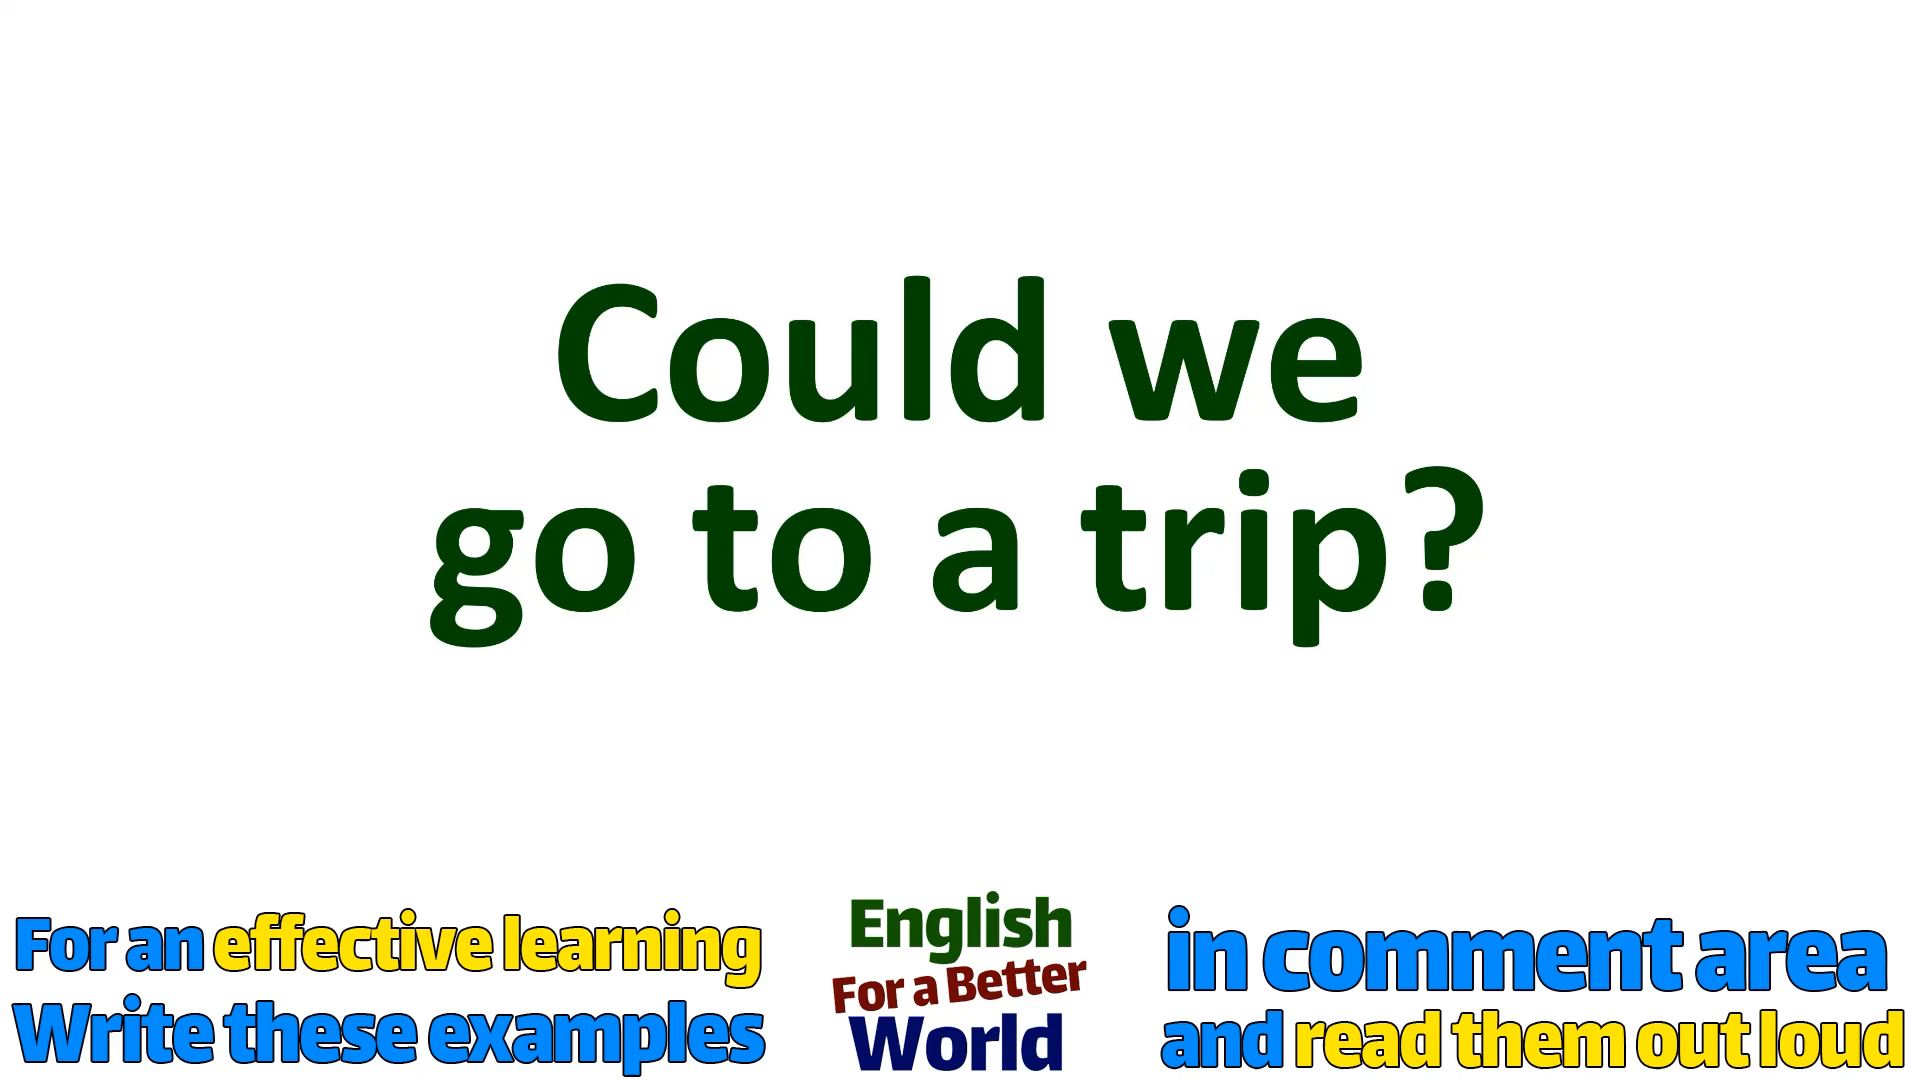 Could we
go to a trip?
For an effective learning
Write these examples
English
For a Better
World
in comment area
and read them out loud